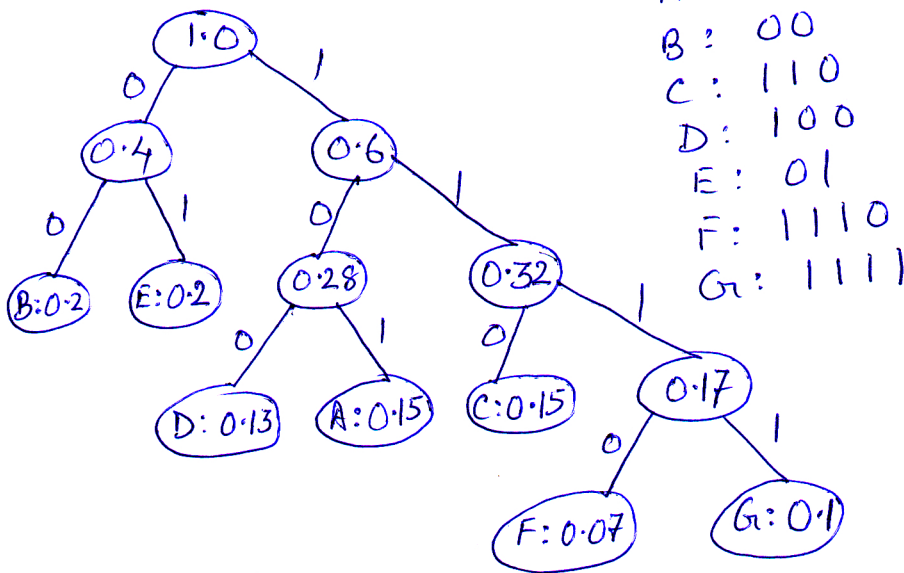 1.0
0 1
0.4 0.6
0 1 0 1
B:0.2 E:0.2 0.28 0.32
0 1 0 1
D:0.13 A:0.15 C:0.15 0.17
0 1
F:0.07 G:0.1
B: 00
C: 110
D: 100
E: 01
F: 1110
G: 1111